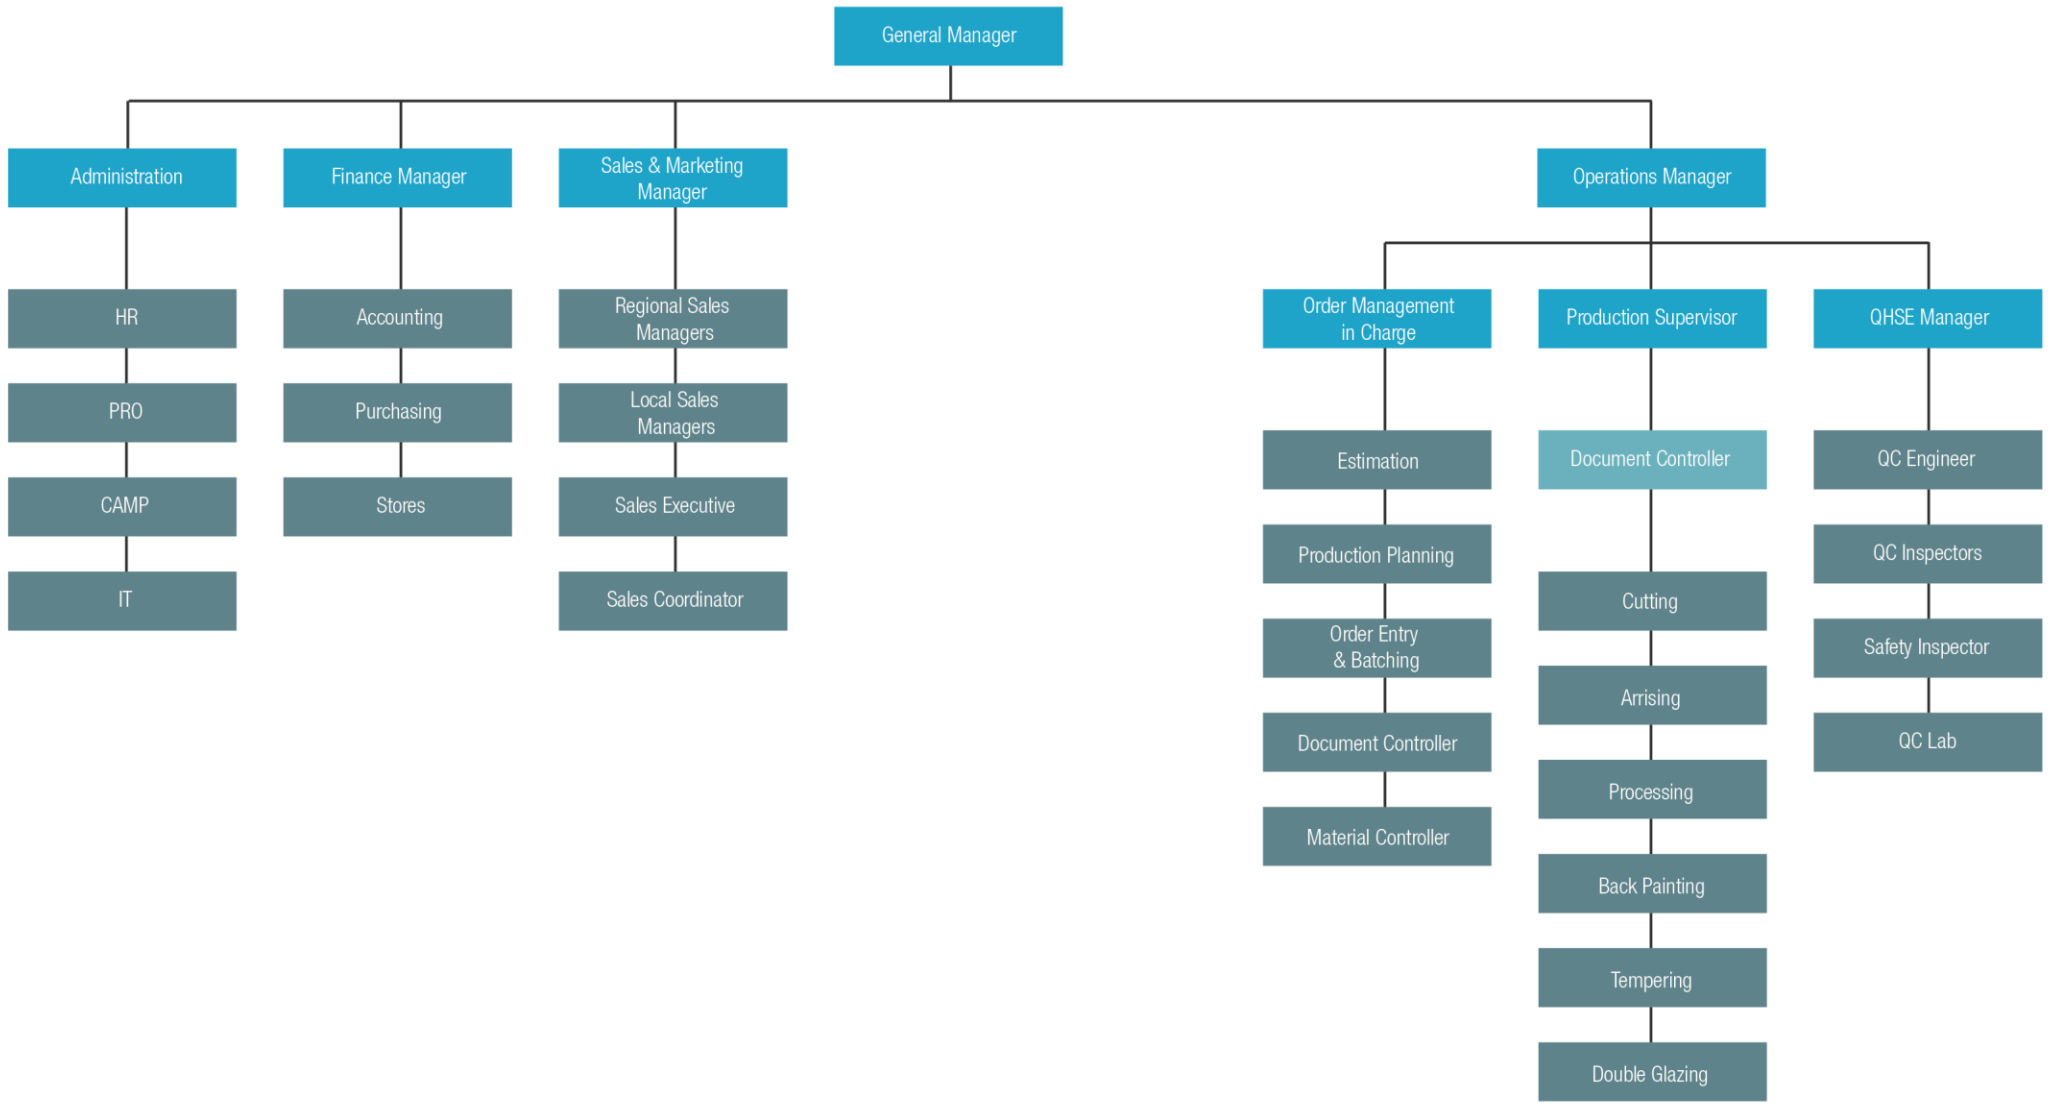 General Manager
Administration
Finance Manager
Sales & Marketing
Manager
Operations Manager
HR
PRO
CAMP
IT
Accounting
Purchasing
Stores
Regional Sales
Managers
Local Sales
Managers
Sales Executive
Sales Coordinator
Order Management
in Charge
Estimation
Production Planning
Order Entry
& Batching
Document Controller
Material Controller
Production Supervisor
Document Controller
Cutting
Arrising
Processing
Back Painting
Tempering
Double Glazing
QHSE Manager
QC Engineer
QC Inspectors
Safety Inspector
QC Lab